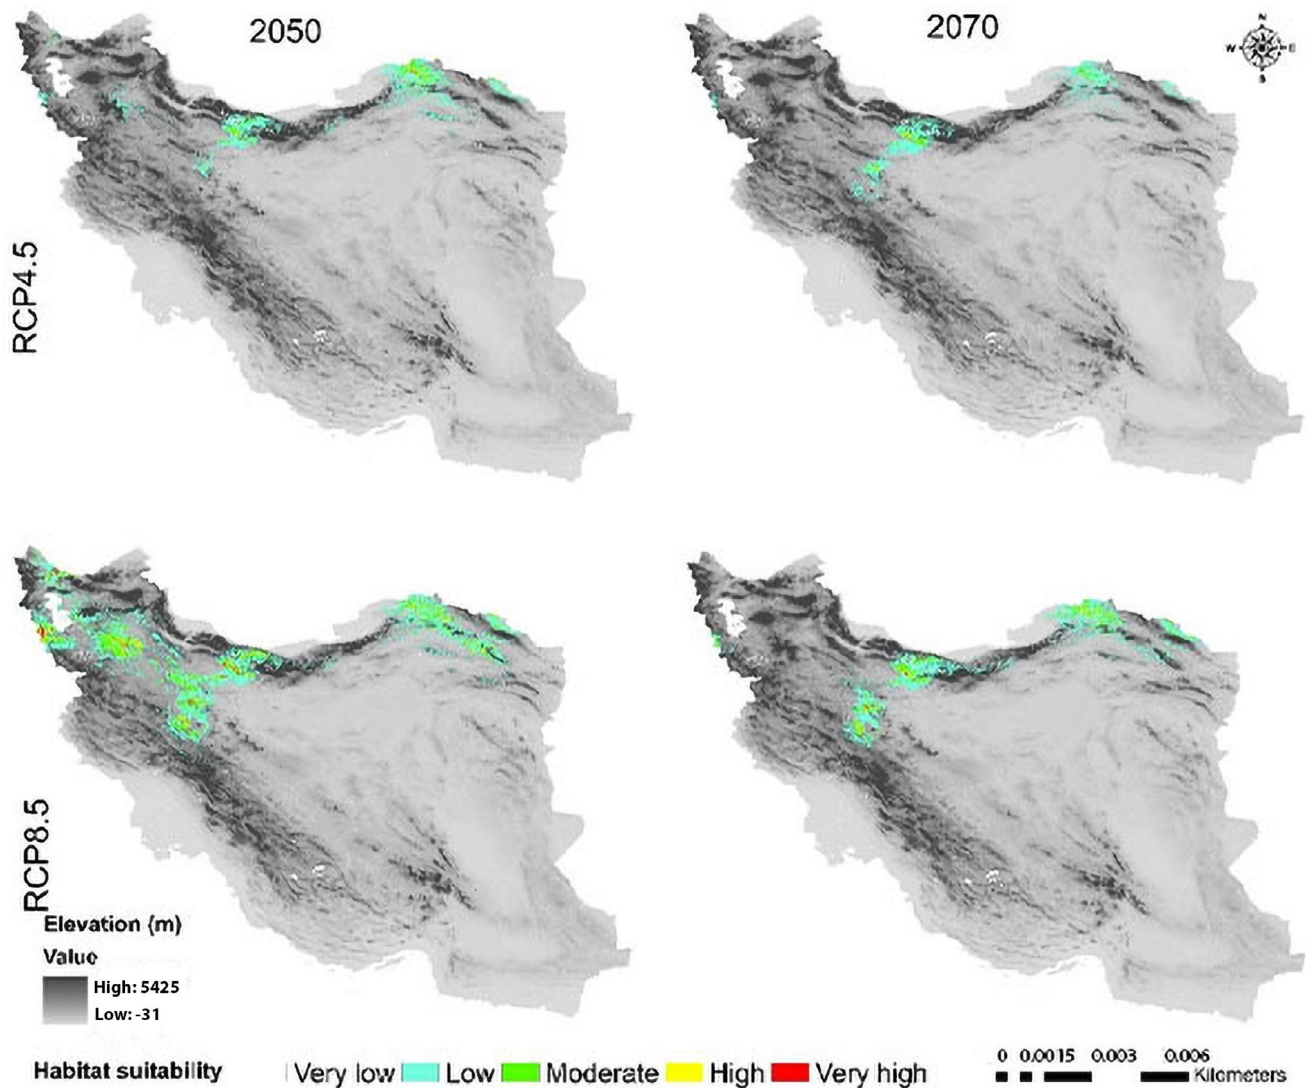 2050
2070
N
W E
S
RCP4.5
RCP8.5
Elevation (m)
Value
High: 5425
Low: -31
Habitat suitability
Very low
Low
Moderate
High
Very high
0 0.0015 0.003 0.006
Kilometers